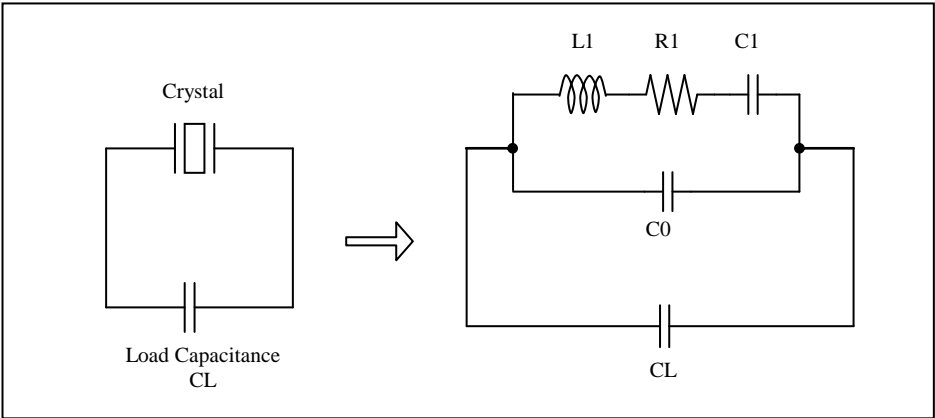 Crystal
Load Capacitance
CL
L1 R1 C1
C0
CL